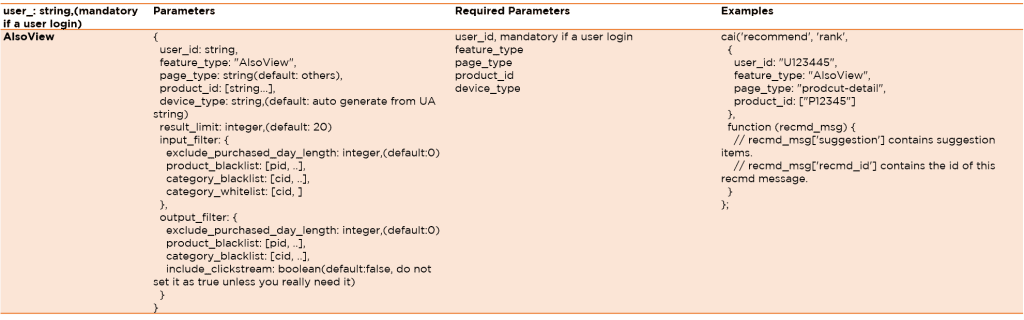 user_: string,(mandatory
if a user login)
Parameters
Required Parameters
Examples
AlsoView
{
user_id: string,
feature_type: "AlsoView",
page_type: string(default: others),
product_id: [string...],
device_type: string,(default: auto generate from UA
string)
result_limit: integer,(default: 20)
input_filter: {
exclude_purchased_day_length: integer,(default:0)
product_blacklist: [pid, ..],
category_blacklist: [cid, ..],
category_whitelist: [cid, ]
},
output_filter: {
exclude_purchased_day_length: integer,(default:0)
product_blacklist: [pid, ..],
category_blacklist: [cid, ..],
include_clickstream: boolean(default:false, do not
set it as true unless you really need it)
}
}
user_id, mandatory if a user login
feature_type
page_type
product_id
device_type
cai('recommend', 'rank',
{
user_id: "U123445",
feature_type: "AlsoView",
page_type: "prodcut-detail",
product_id: ["P12345"]
},
function (recmd_msg) {
// recmd_msg['suggestion'] contains suggestion
items.
// recmd_msg['recmd_id'] contains the id of this
recmd message.
}
};